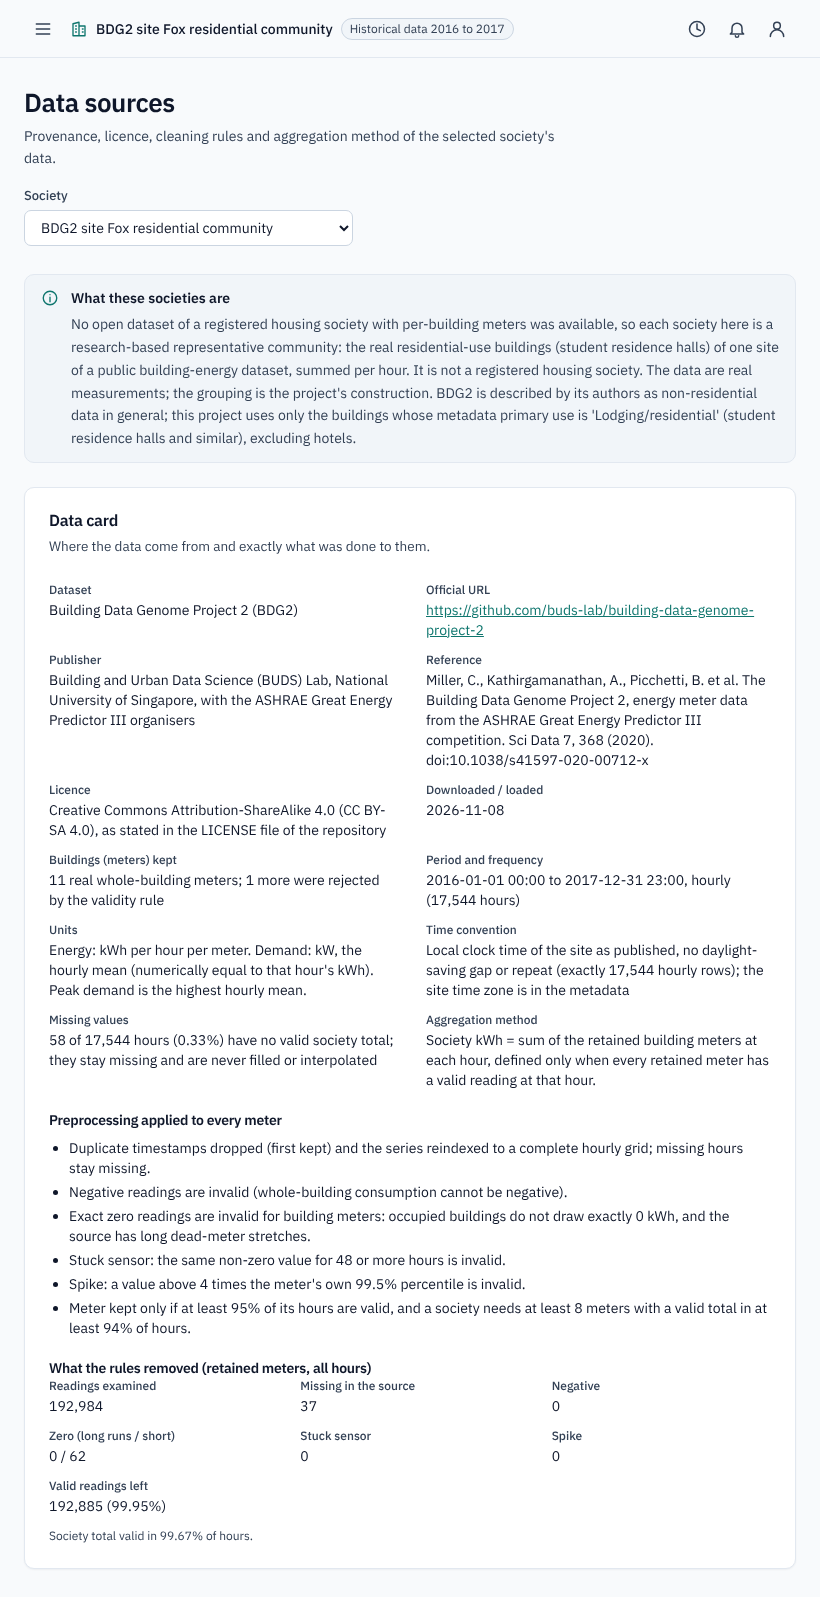 BDG2 site Fox residential community
Historical data 2016 to 2017
Data sources
Provenance, licence, cleaning rules and aggregation method of the selected society's
data.
Society
BDG2 site Fox residential community
What these societies are
No open dataset of a registered housing society with per-building meters was available, so each society here is a
research-based representative community: the real residential-use buildings (student residence halls) of one site
of a public building-energy dataset, summed per hour. It is not a registered housing society. The data are real
measurements; the grouping is the project's construction. BDG2 is described by its authors as non-residential
data in general; this project uses only the buildings whose metadata primary use is 'Lodging/residential' (student
residence halls and similar), excluding hotels.
Data card
Where the data come from and exactly what was done to them.
Dataset
Building Data Genome Project 2 (BDG2)
Official URL
https://github.com/buds-lab/building-data-genome-
project-2
Publisher
Building and Urban Data Science (BUDS) Lab, National
University of Singapore, with the ASHRAE Great Energy
Predictor III organisers
Reference
Miller, C., Kathirgamanathan, A., Picchetti, B. et al. The
Building Data Genome Project 2, energy meter data
from the ASHRAE Great Energy Predictor III
competition. Sci Data 7, 368 (2020).
doi:10.1038/s41597-020-00712-x
Licence
Creative Commons Attribution-ShareAlike 4.0 (CC BY-
SA 4.0), as stated in the LICENSE file of the repository
Downloaded / loaded
2026-11-08
Buildings (meters) kept
11 real whole-building meters; 1 more were rejected
by the validity rule
Period and frequency
2016-01-01 00:00 to 2017-12-31 23:00, hourly
(17,544 hours)
Units
Energy: kWh per hour per meter. Demand: kW, the
hourly mean (numerically equal to that hour's kWh).
Peak demand is the highest hourly mean.
Time convention
Local clock time of the site as published, no daylight-
saving gap or repeat (exactly 17,544 hourly rows); the
site time zone is in the metadata
Missing values
58 of 17,544 hours (0.33%) have no valid society total;
they stay missing and are never filled or interpolated
Aggregation method
Society kWh = sum of the retained building meters at
each hour, defined only when every retained meter has
a valid reading at that hour.
Preprocessing applied to every meter
• Duplicate timestamps dropped (first kept) and the series reindexed to a complete hourly grid; missing hours
stay missing.
• Negative readings are invalid (whole-building consumption cannot be negative).
• Exact zero readings are invalid for building meters: occupied buildings do not draw exactly 0 kWh, and the
source has long dead-meter stretches.
• Stuck sensor: the same non-zero value for 48 or more hours is invalid.
• Spike: a value above 4 times the meter's own 99.5% percentile is invalid.
• Meter kept only if at least 95% of its hours are valid, and a society needs at least 8 meters with a valid total in at
least 94% of hours.
What the rules removed (retained meters, all hours)
Readings examined
192,984
Missing in the source
37
Negative
0
Zero (long runs / short)
0 / 62
Stuck sensor
0
Spike
0
Valid readings left
192,885 (99.95%)
Society total valid in 99.67% of hours.